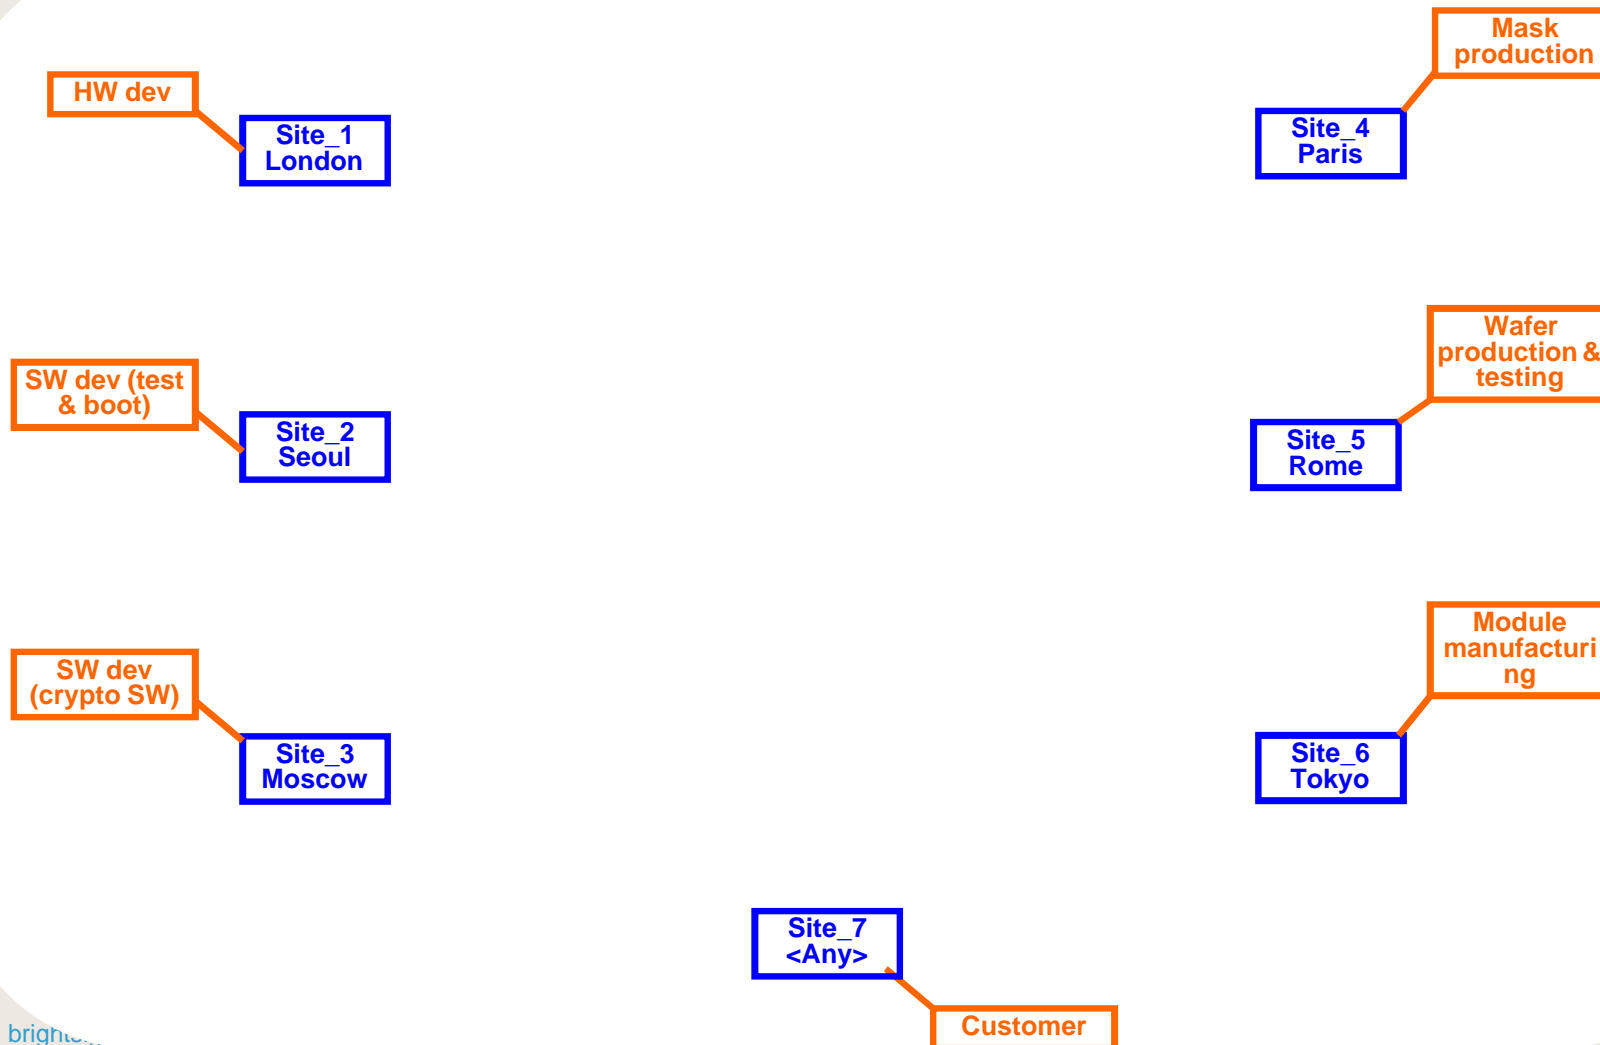 Mask
production
HW dev
Site_1
London
Site_4
Paris
Wafer
production &
testing
SW dev (test
& boot)
Site_2
Seoul
Site_5
Rome
Module
manufacturi
ng
SW dev
(crypto SW)
Site_3
Moscow
Site_6
Tokyo
Site_7
<Any>
Customer